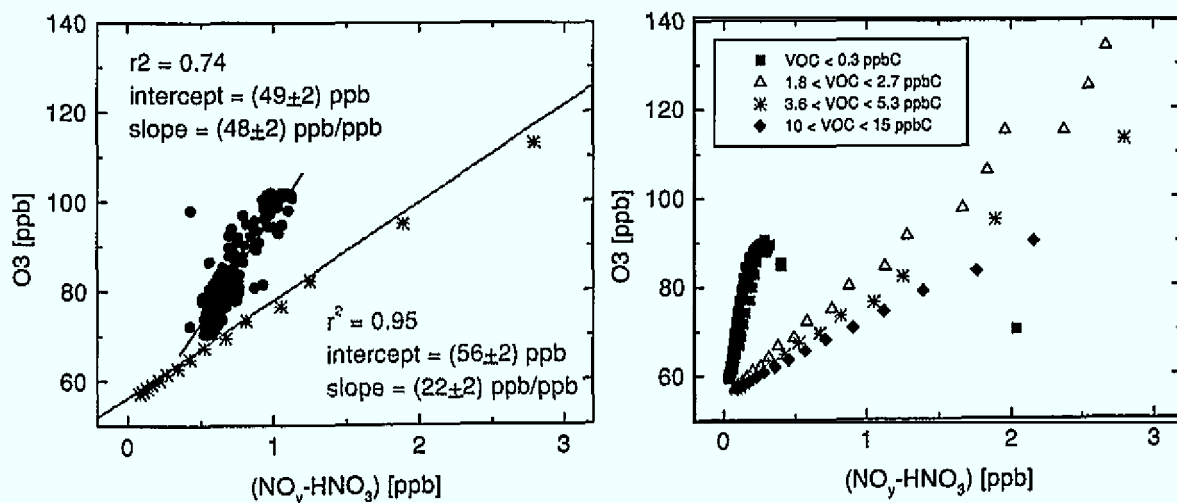 140
120
100
80
60
O3 [ppb]
r2 = 0.74
intercept = (49±2) ppb
slope = (48±2) ppb/ppb
r² = 0.95
intercept = (56±2) ppb
slope = (22±2) ppb/ppb
0 1 2 3
(NOy-HNO3) [ppb]
140
120
100
80
60
O3 [ppb]
VOC < 0.3 ppbC
1.8 < VOC < 2.7 ppbC
3.6 < VOC < 5.3 ppbC
10 < VOC < 15 ppbC
0 1 2 3
(NOy-HNO3) [ppb]